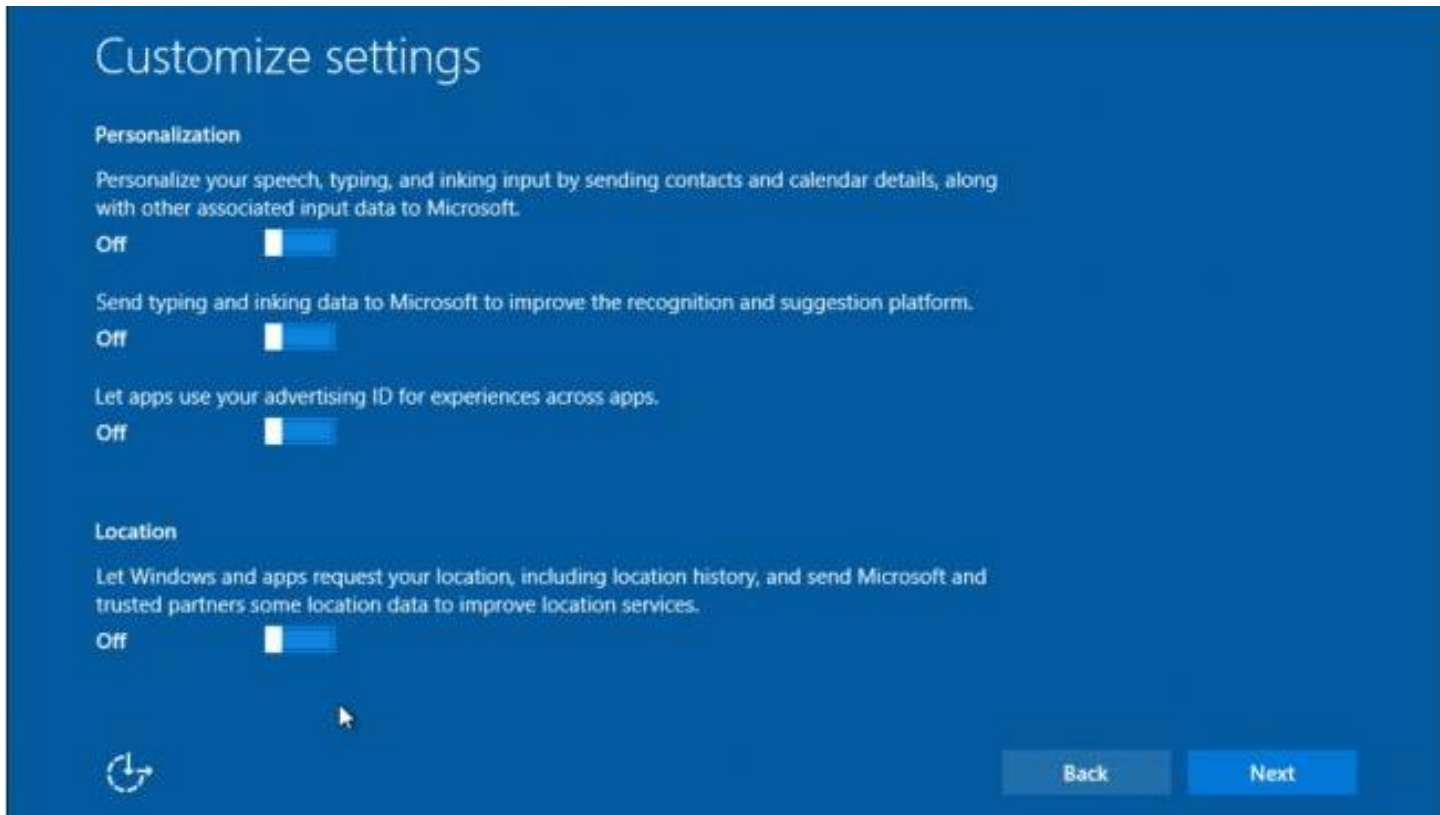 Customize settings
Personalization
Personalize your speech, typing, and inking input by sending contacts and calendar details, along
with other associated input data to Microsoft.
Off
Send typing and inking data to Microsoft to improve the recognition and suggestion platform.
Off
Let apps use your advertising ID for experiences across apps.
Off
Location
Let Windows and apps request your location, including location history, and send Microsoft and
trusted partners some location data to improve location services.
Off
Back
Next